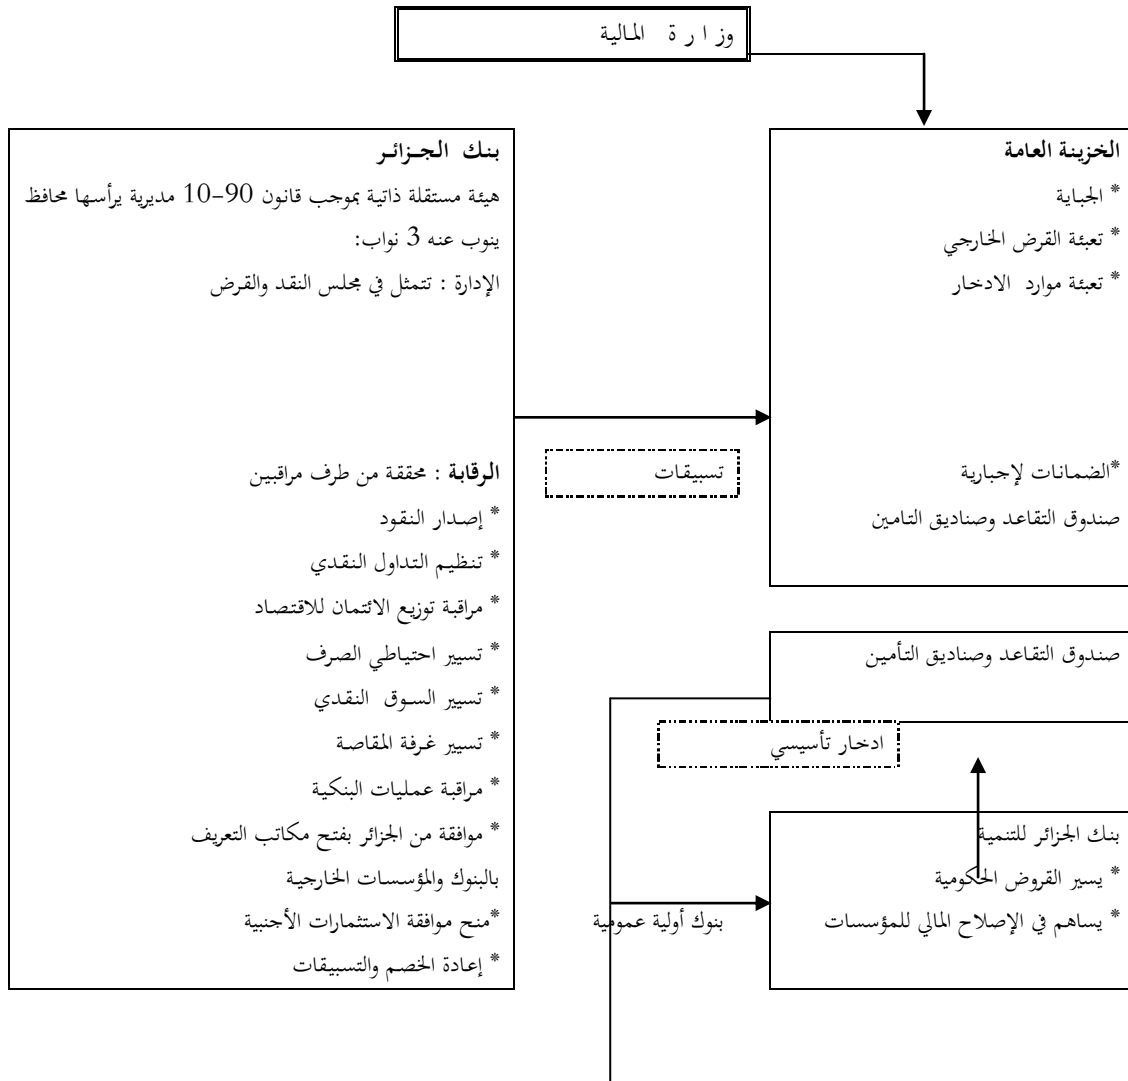 وز ا ر ة المالية
الخزينة العامة
* الجباية
* تعبئة القرض الخارجي
* تعبئة موارد الادخار
*الضمانات لإجبارية
صندوق التقاعد وصناديق التامين
بنك الجزائر
هيئة مستقلة ذاتية بموجب قانون 90-10 مديرية يرأسها محافظ
ينوب عنه 3 نواب:
الإدارة : تتمثل في مجلس النقد والقرض
الرقابة : محققة من طرف مراقبين
* إصدار النقود
* تنظيم التداول النقدي
* مراقبة توزيع الائتمان للاقتصاد
* تسيير احتياطي الصرف
* تسيير السوق النقدي
* تسيير غرفة المقاصة
* مراقبة عمليات البنكية
* موافقة من الجزائر بفتح مكاتب التعريف
بالبنوك والمؤسسات الخارجية
*منح موافقة الاستثمارات الأجنبية
* إعادة الخصم والتسبيقات
تسبيقات
صندوق التقاعد وصناديق التأمين
ادخار تأسيسي
بنك الجزائر للتنمية
* يسير القروض الحكومية
* يساهم في الإصلاح المالي للمؤسسات
بنوك أولية عمومية